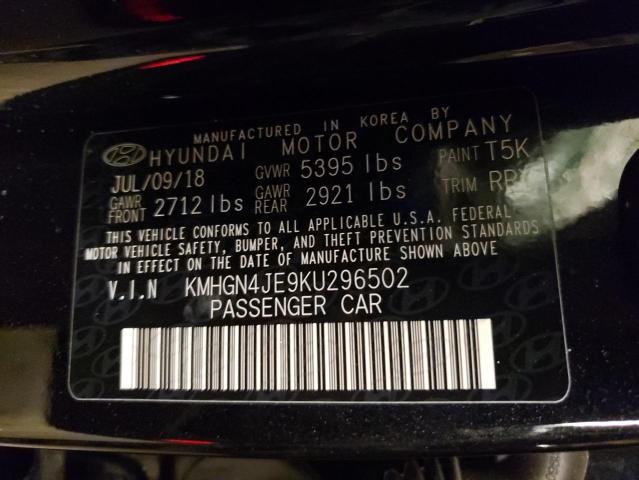 MANUFACTURED IN KOREA BY
HYUNDAI MOTOR COMPANY
JUL/09/18 GVWR 5395 lbs PAINT T5K
GAWR FRONT 2712 lbs GAWR REAR 2921 lbs TRIM
THIS VEHICLE CONFORMS TO ALL APPLICABLE U.S.A. FEDERAL
MOTOR VEHICLE SAFETY, BUMPER, AND THEFT PREVENTION STANDARDS
IN EFFECT ON THE DATE OF MANUFACTURE SHOWN ABOVE
V.I.N KMHGN4JE9KU296502
PASSENGER CAR